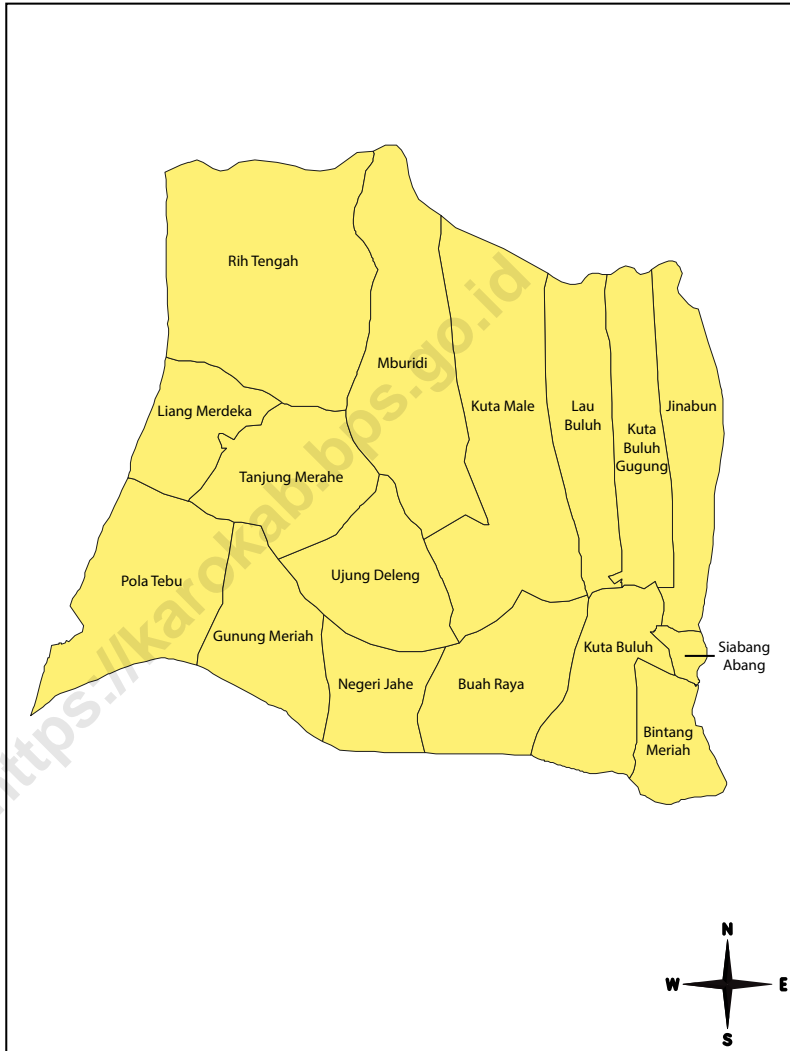 Rih Tengah
Mburidi
Liang Merdeka
Kuta Male
Lau
Buluh
Kuta
Buluh
Gugung
Jinabun
Tanjung Merahe
Ujung Deleng
Pola Tebu
Gunung Meriah
Negeri Jahe
Buah Raya
Kuta Buluh
Siabang
Abang
Bintang
Meriah
https://karokab.bps.go.id
N
W
E
S